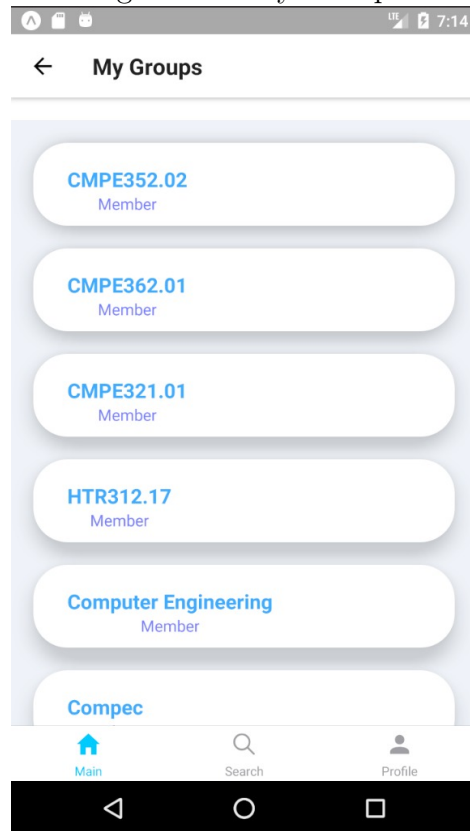 LTE 7:14
My Groups
CMPE352.02
Member
CMPE362.01
Member
CMPE321.01
Member
HTR312.17
Member
Computer Engineering
Member
Compec
Main Search Profile